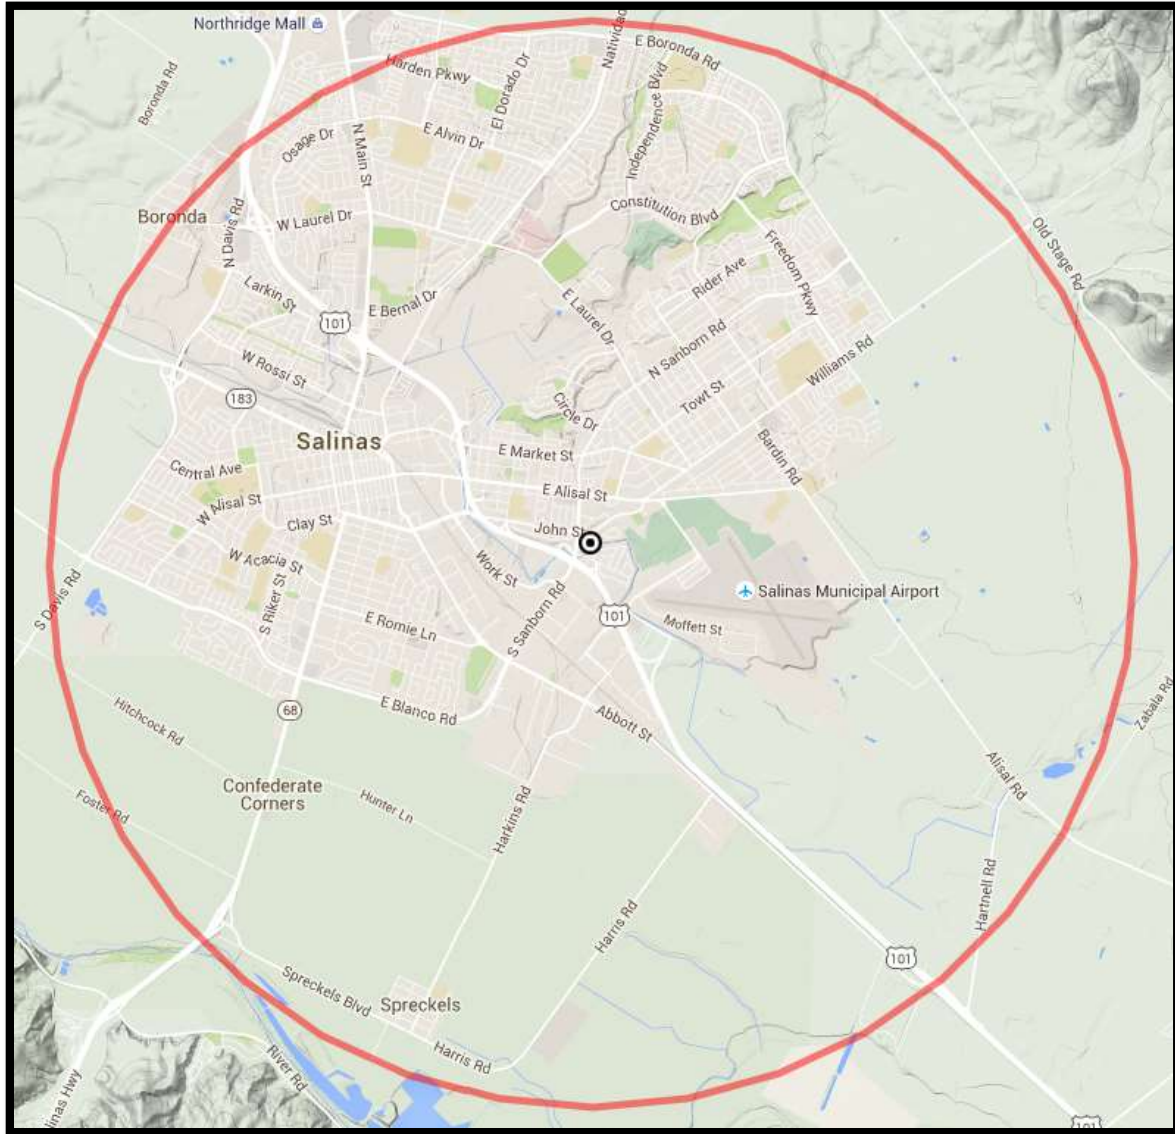 Northridge Mall
Natividad
E Boronda Rd
Boronda Rd
Harden Pkwy
El Dorado Dr
Independence Blvd
Osage Dr
N Main St
E Alvin Dr
Boronda
N Davis Rd
W Laurel Dr
Constitution Blvd
Old Stage Rd
Freedom Pkwy
Rider Ave
Larkin St
E Bernal Dr
E Laurel Dr
101
N Sanborn Rd
Williams Rd
W Rossi St
183
Towt St
Circle Dr
Salinas
E Market St
Bardin Rd
Central Ave
W Alisal St
E Alisal St
Clay St
John St
W Acacia St
Work St
S Davis Rd
S Riker St
S Sanborn Rd
Salinas Municipal Airport
101
E Romie Ln
Moffett St
68
E Blanco Rd
Abbott St
Zabala Rd
Hitchcock Rd
Confederate
Corners
Hunter Ln
Foster Rd
Harkins Rd
Alisal Rd
Hartnell Rd
Harris Rd
101
Spreckels Blvd
Spreckels
Harris Rd
River Rd
linas Hwy
101